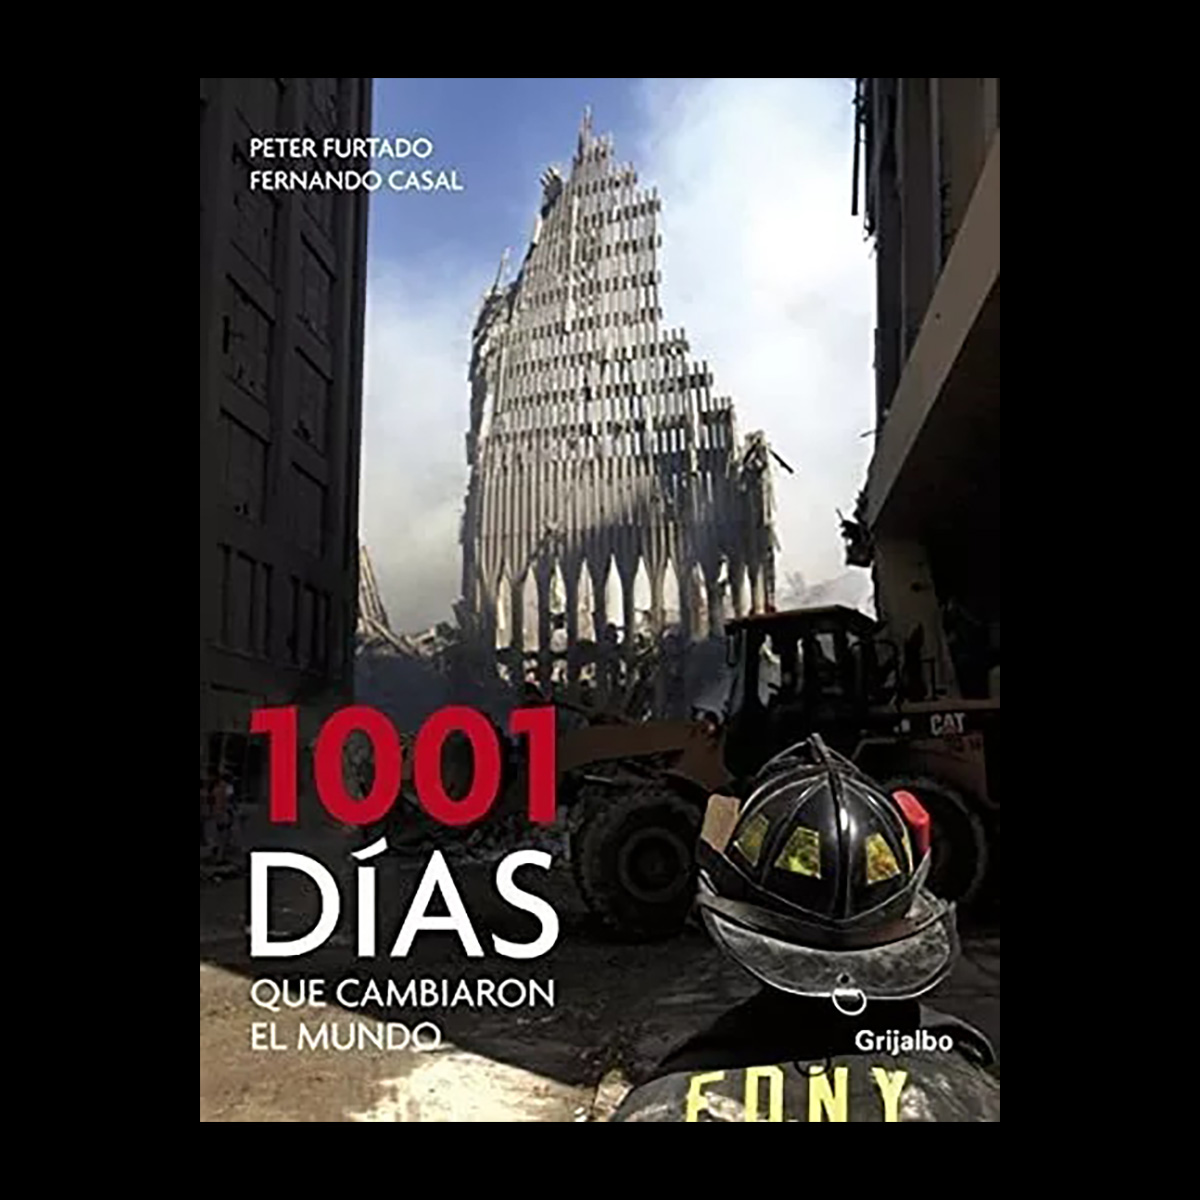 PETER FURTADO
FERNANDO CASAL
CAT
1001
DÍAS
QUE CAMBIARON
EL MUNDO
Grijalbo
FDNY